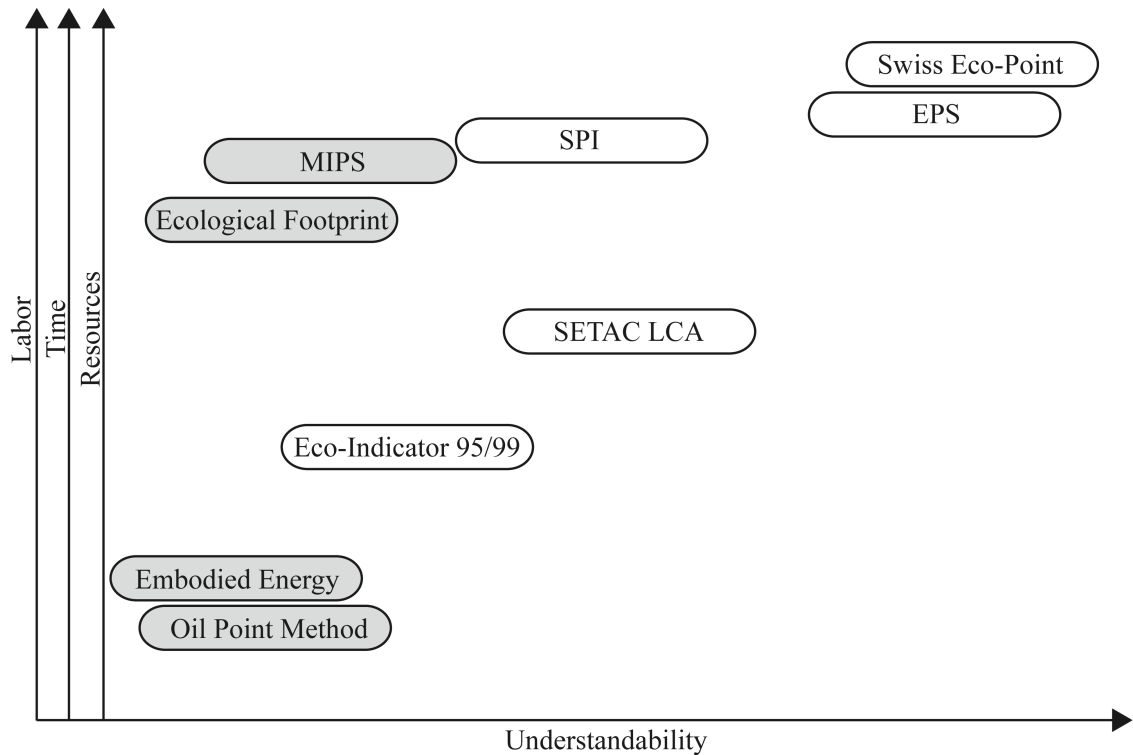 Swiss Eco-Point
EPS
SPI
MIPS
Ecological Footprint
Labor
Time
Resources
SETAC LCA
Eco-Indicator 95/99
Embodied Energy
Oil Point Method
Understandability